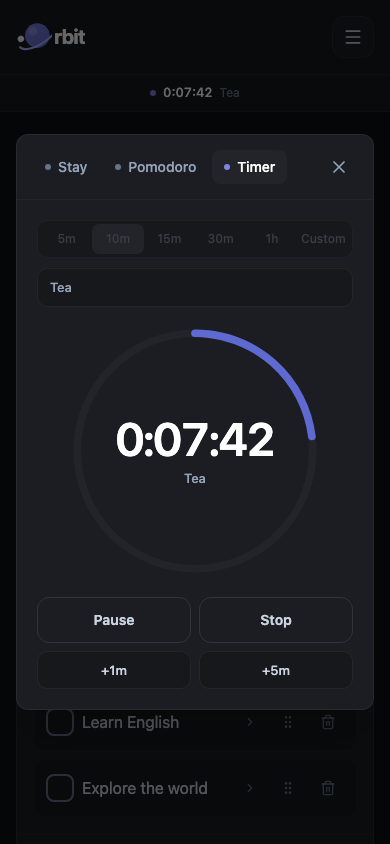 rbit
0:07:42 Tea
Stay Pomodoro Timer
5m 10m 15m 30m 1h Custom
Tea
0:07:42
Tea
Pause Stop
+1m +5m
Learn English
Explore the world